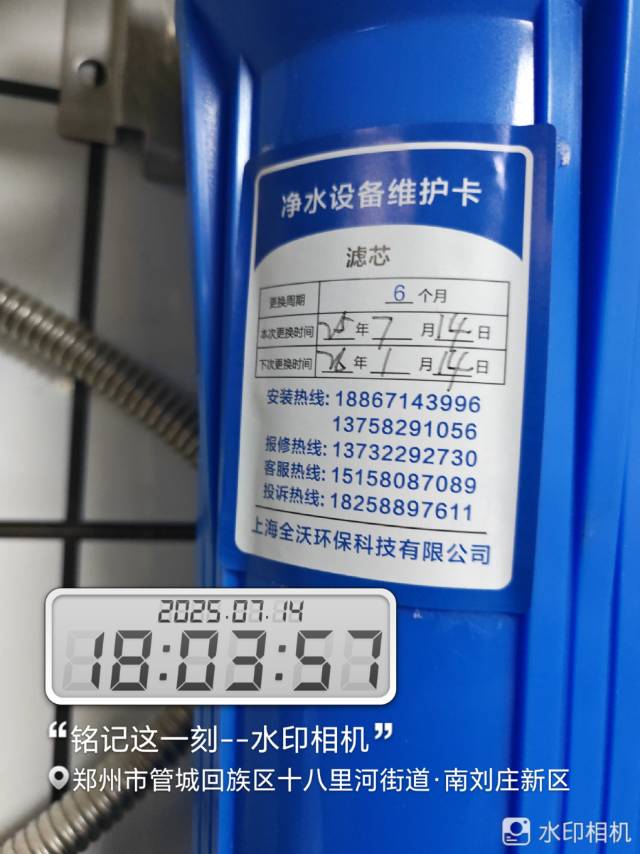 净水设备维护卡
滤芯
更换周期 6 个月
本次更换时间 25 年 7 月 14 日
下次更换时间 26 年 1 月 14 日
安装热线: 18867143996
13758291056
报修热线: 13732292730
客服热线: 15158087089
投诉热线: 18258897611
上海全沃环保科技有限公司
2025.07.14
18:03:57
“铭记这一刻--水印相机”
郑州市管城回族区十八里河街道·南刘庄新区
水印相机